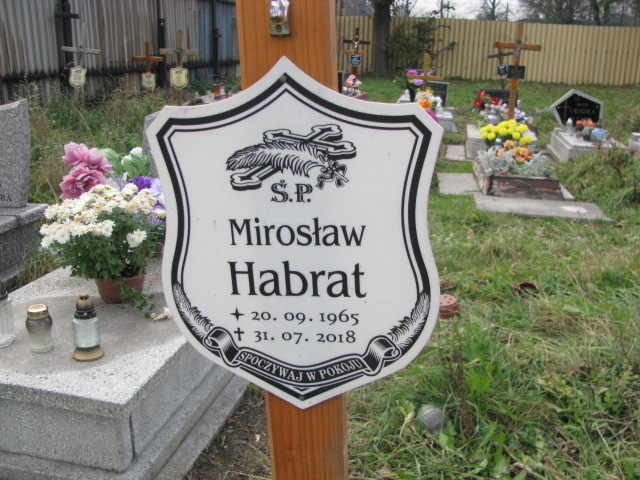 Ś.P.
Mirosław
Habrat
20. 09. 1965
31. 07. 2018
SPOCZYWAJ W POKOJU